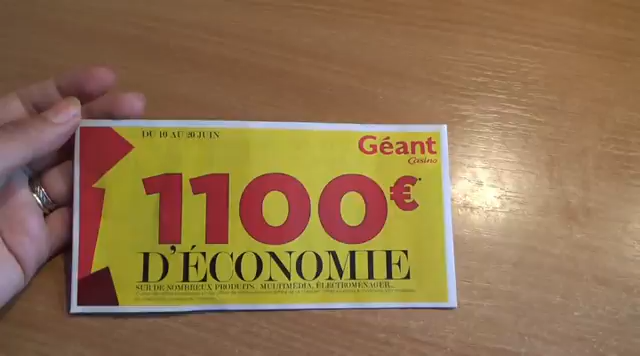 DU 10 AU 20 JUIN
Géant
Casino
1100€*
D'ÉCONOMIE
SUR DE NOMBREUX PRODUITS : MULTIMÉDIA, ÉLECTROMÉNAGER...